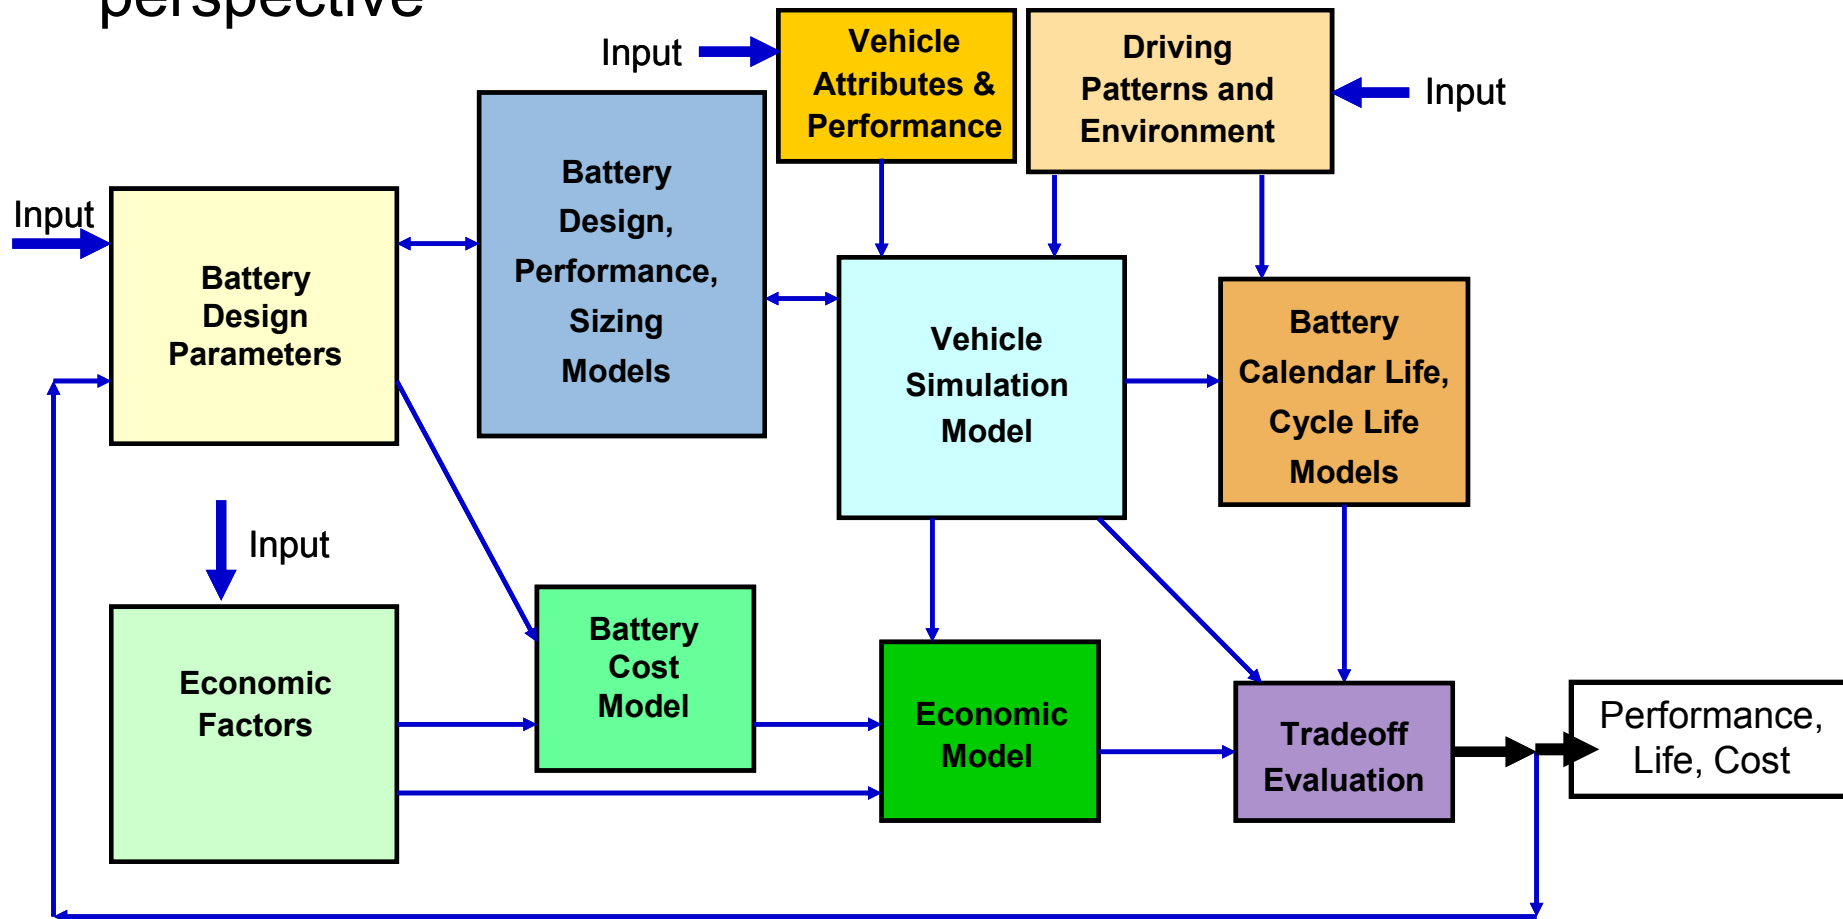 perspective
Input
Vehicle
Attributes &
Performance
Driving
Patterns and
Environment
Input
Input
Battery
Design
Parameters
Battery
Design,
Performance,
Sizing
Models
Vehicle
Simulation
Model
Battery
Calendar Life,
Cycle Life
Models
Input
Economic
Factors
Battery
Cost
Model
Economic
Model
Tradeoff
Evaluation
Performance,
Life, Cost